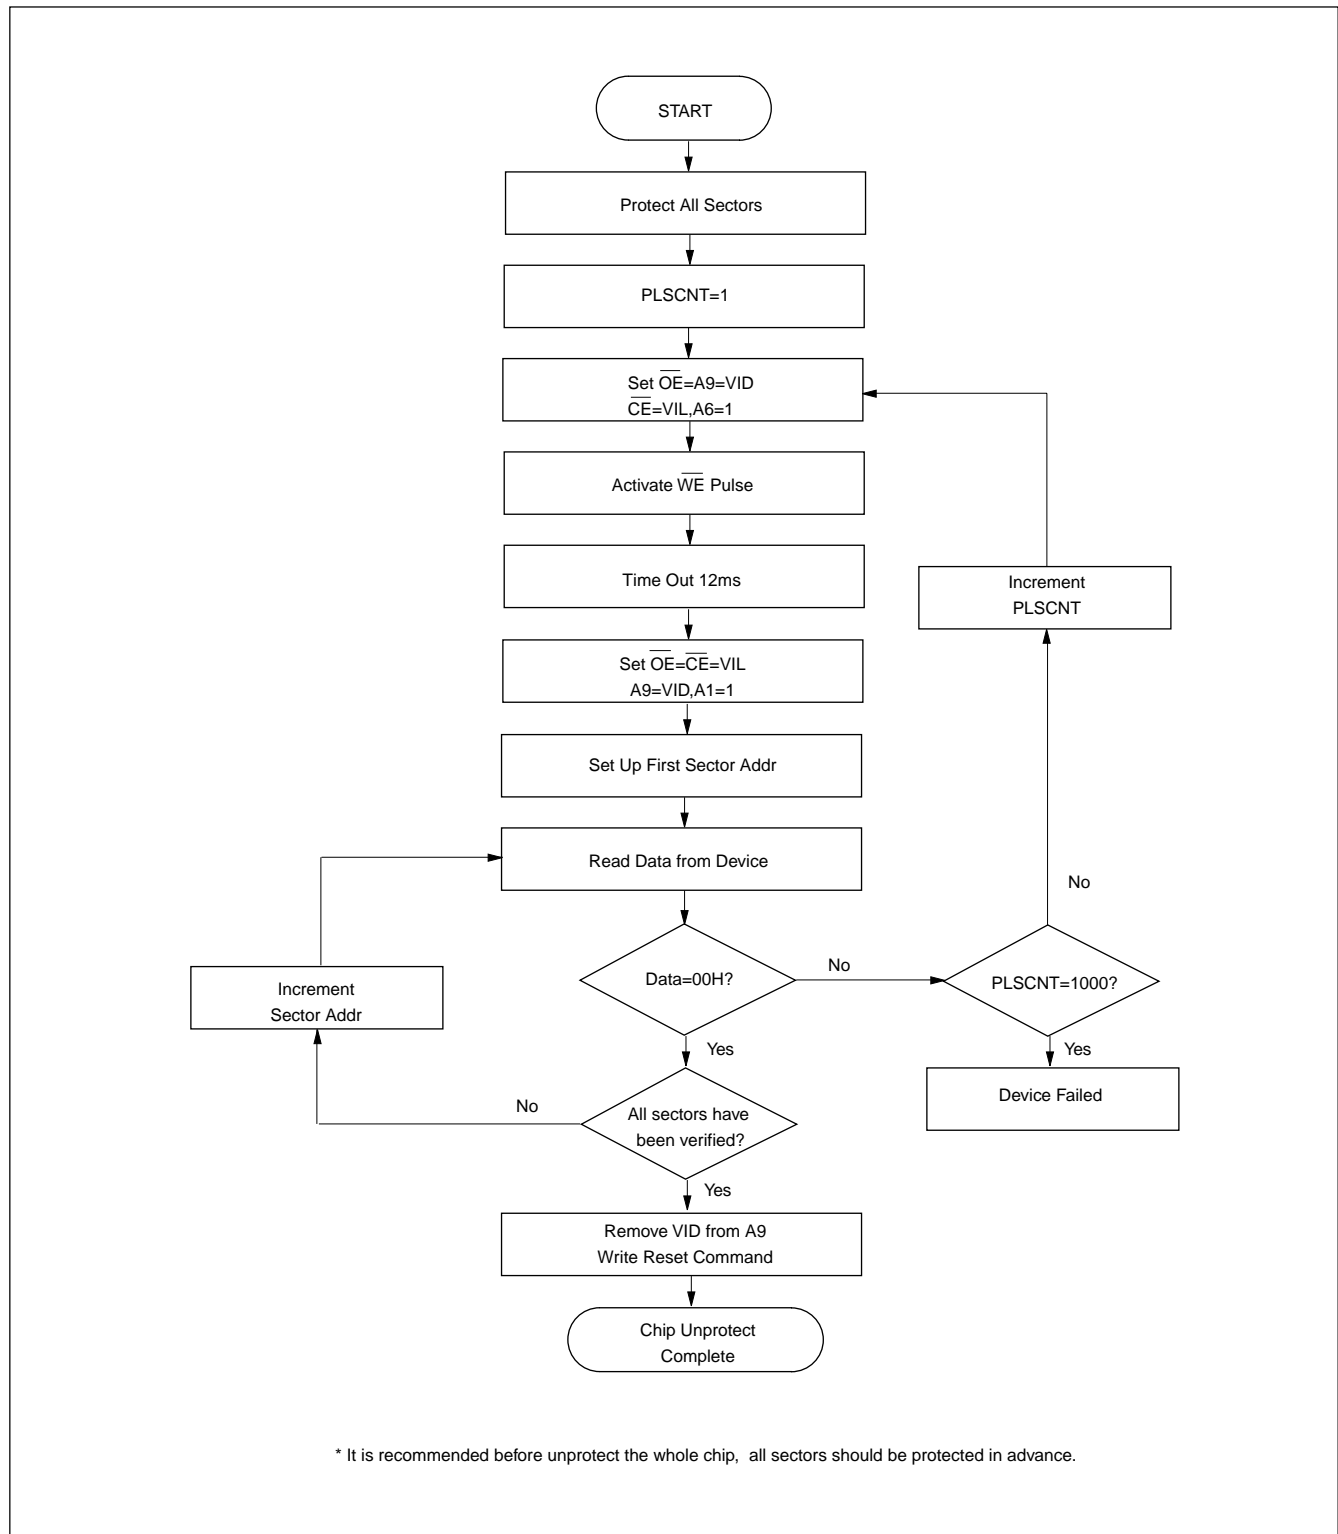 START
Protect All Sectors
PLSCNT=1
Set OE=A9=VID
CE=VIL,A6=1
Activate WE Pulse
Time Out 12ms
Increment
PLSCNT
Set OE=CE=VIL
A9=VID,A1=1
Set Up First Sector Addr
Read Data from Device
No
Data=00H?
No
PLSCNT=1000?
Increment
Sector Addr
Yes
Yes
Device Failed
No
All sectors have
been verified?
Yes
Remove VID from A9
Write Reset Command
Chip Unprotect
Complete
* It is recommended before unprotect the whole chip, all sectors should be protected in advance.